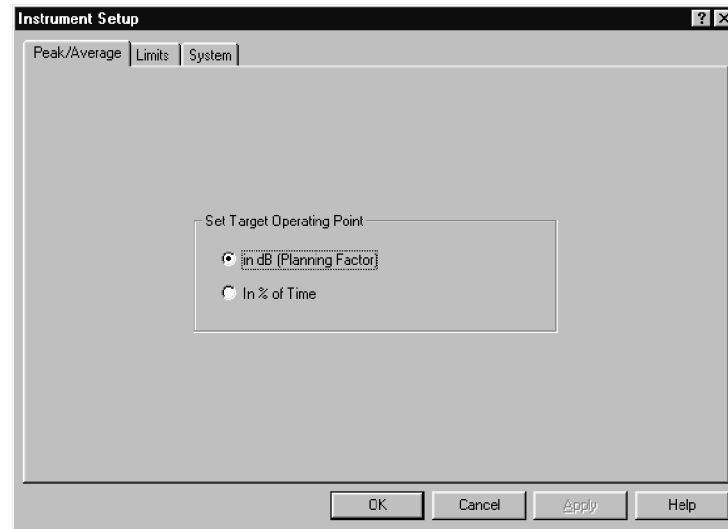 Instrument Setup
Peak/Average Limits System
Set Target Operating Point
in dB (Planning Factor)
In % of Time
OK Cancel Apply Help